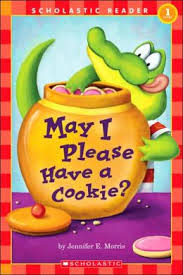 SCHOLASTIC READER
1
May I
Please
Have a
Cookie?
by Jennifer E. Morris
SCHOLASTIC